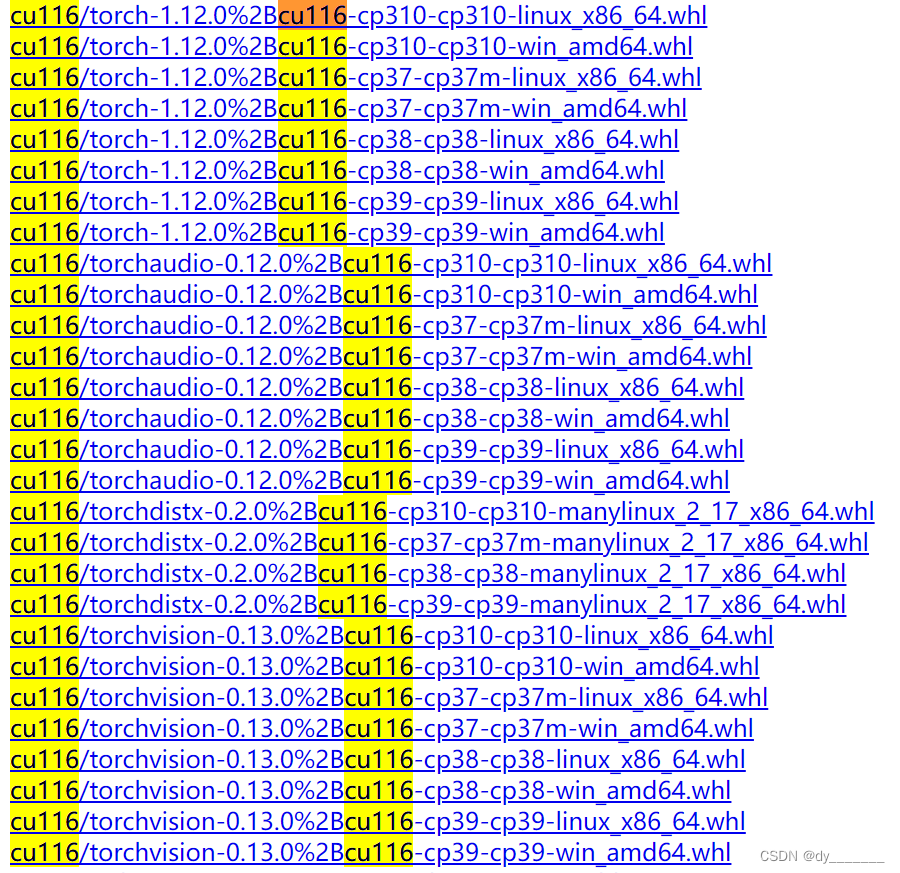 cu116/torch-1.12.0%2Bcu116-cp310-cp310-linux_x86_64.whl
cu116/torch-1.12.0%2Bcu116-cp310-cp310-win_amd64.whl
cu116/torch-1.12.0%2Bcu116-cp37-cp37m-linux_x86_64.whl
cu116/torch-1.12.0%2Bcu116-cp37-cp37m-win_amd64.whl
cu116/torch-1.12.0%2Bcu116-cp38-cp38-linux_x86_64.whl
cu116/torch-1.12.0%2Bcu116-cp38-cp38-win_amd64.whl
cu116/torch-1.12.0%2Bcu116-cp39-cp39-linux_x86_64.whl
cu116/torch-1.12.0%2Bcu116-cp39-cp39-win_amd64.whl
cu116/torchaudio-0.12.0%2Bcu116-cp310-cp310-linux_x86_64.whl
cu116/torchaudio-0.12.0%2Bcu116-cp310-cp310-win_amd64.whl
cu116/torchaudio-0.12.0%2Bcu116-cp37-cp37m-linux_x86_64.whl
cu116/torchaudio-0.12.0%2Bcu116-cp37-cp37m-win_amd64.whl
cu116/torchaudio-0.12.0%2Bcu116-cp38-cp38-linux_x86_64.whl
cu116/torchaudio-0.12.0%2Bcu116-cp38-cp38-win_amd64.whl
cu116/torchaudio-0.12.0%2Bcu116-cp39-cp39-linux_x86_64.whl
cu116/torchaudio-0.12.0%2Bcu116-cp39-cp39-win_amd64.whl
cu116/torchdistx-0.2.0%2Bcu116-cp310-cp310-manylinux_2_17_x86_64.whl
cu116/torchdistx-0.2.0%2Bcu116-cp37-cp37m-manylinux_2_17_x86_64.whl
cu116/torchdistx-0.2.0%2Bcu116-cp38-cp38-manylinux_2_17_x86_64.whl
cu116/torchdistx-0.2.0%2Bcu116-cp39-cp39-manylinux_2_17_x86_64.whl
cu116/torchvision-0.13.0%2Bcu116-cp310-cp310-linux_x86_64.whl
cu116/torchvision-0.13.0%2Bcu116-cp310-cp310-win_amd64.whl
cu116/torchvision-0.13.0%2Bcu116-cp37-cp37m-linux_x86_64.whl
cu116/torchvision-0.13.0%2Bcu116-cp37-cp37m-win_amd64.whl
cu116/torchvision-0.13.0%2Bcu116-cp38-cp38-linux_x86_64.whl
cu116/torchvision-0.13.0%2Bcu116-cp38-cp38-win_amd64.whl
cu116/torchvision-0.13.0%2Bcu116-cp39-cp39-linux_x86_64.whl
cu116/torchvision-0.13.0%2Bcu116-cp39-cp39-win_amd64.whl
CSDN @dy_______